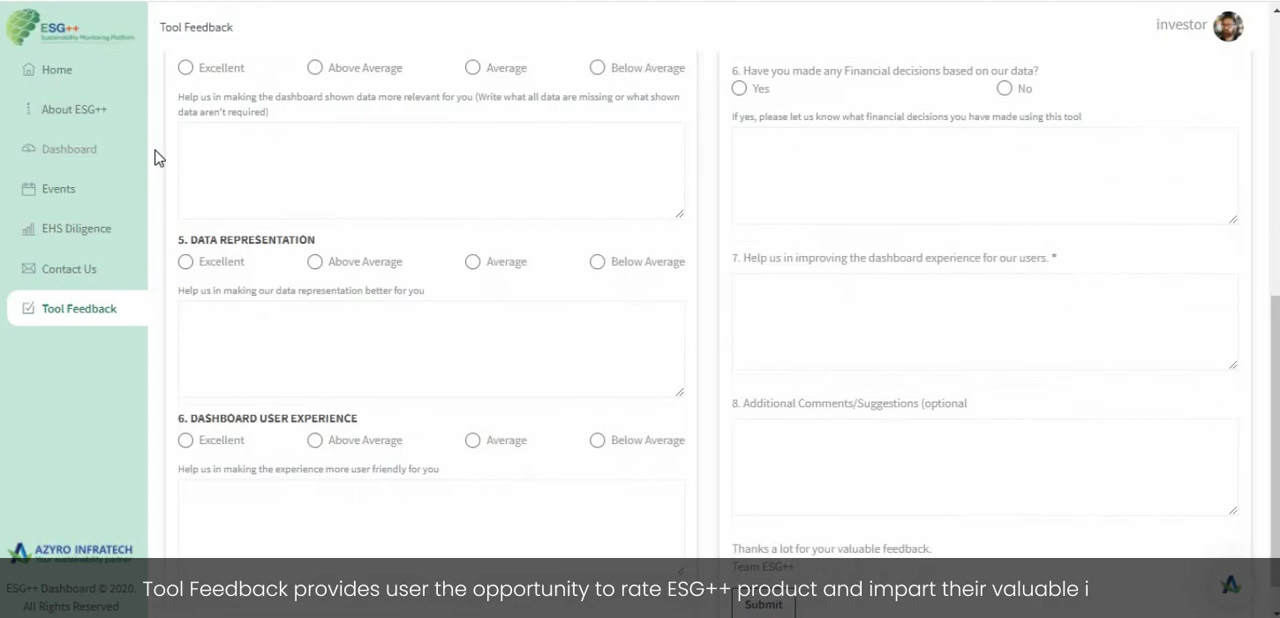 ESG++
Sustainability Monitoring Platform
Home
About ESG++
Dashboard
Events
EHS Diligence
Contact Us
Tool Feedback
AZYRO INFRATECH
Your sustainability partner
ESG++ Dashboard © 2020.
All Rights Reserved
Tool Feedback
investor
Excellent Above Average Average Below Average
Help us in making the dashboard shown data more relevant for you (Write what all data are missing or what shown
data aren't required)
5. DATA REPRESENTATION
Excellent Above Average Average Below Average
Help us in making our data representation better for you
6. DASHBOARD USER EXPERIENCE
Excellent Above Average Average Below Average
Help us in making the experience more user friendly for you
6. Have you made any Financial decisions based on our data?
Yes No
If yes, please let us know what financial decisions you have made using this tool
7. Help us in improving the dashboard experience for our users. *
8. Additional Comments/Suggestions (optional
Thanks a lot for your valuable feedback.
Team ESG++
Submit
Tool Feedback provides user the opportunity to rate ESG++ product and impart their valuable i